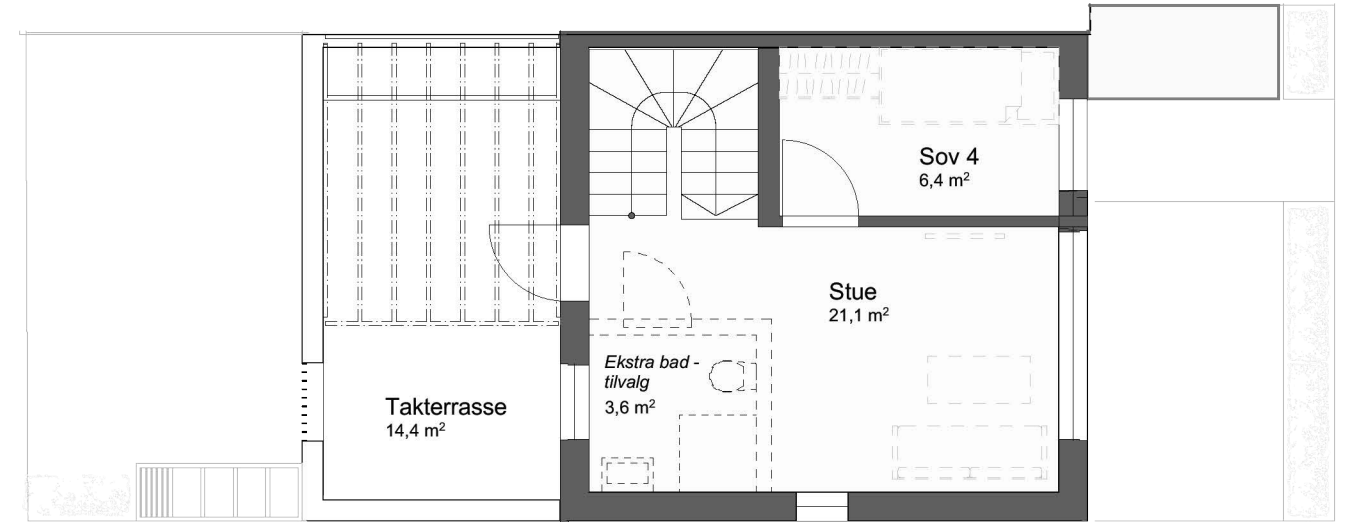 Sov 4
6,4 m²
Stue
21,1 m²
Ekstra bad -
tilvalg
3,6 m²
Takterrasse
14,4 m²